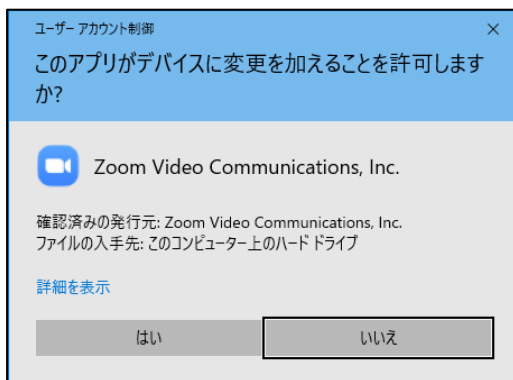 ユーザー アカウント制御
このアプリがデバイスに変更を加えることを許可します
か?
Zoom Video Communications, Inc.
確認済みの発行元: Zoom Video Communications, Inc.
ファイルの入手先: このコンピューター上のハード ドライブ
詳細を表示
はい
いいえ